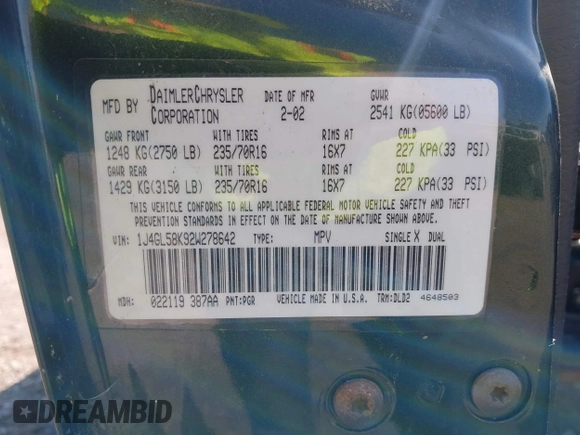 MFD BY DAIMLERCHRYSLER CORPORATION DATE OF MFR 2-02 GVWR 2541 KG(05600 LB)
GAWR FRONT WITH TIRES RIMS AT COLD
1248 KG(2750 LB) 235/70R16 16X7 227 KPA(33 PSI)
GAWR REAR WITH TIRES RIMS AT COLD
1429 KG(3150 LB) 235/70R16 16X7 227 KPA(33 PSI)
THIS VEHICLE CONFORMS TO ALL APPLICABLE FEDERAL MOTOR VEHICLE SAFETY AND
THEFT PREVENTION STANDARDS IN EFFECT ON THE DATE OF MANUFACTURE SHOWN ABOVE.
VIN: 1J4GL58K92W278642 TYPE: MPV SINGLE X DUAL
MDH: 022119 387AA PNT:PGR VEHICLE MADE IN U.S.A. TRM:DLD2 4648503
DREAMBID